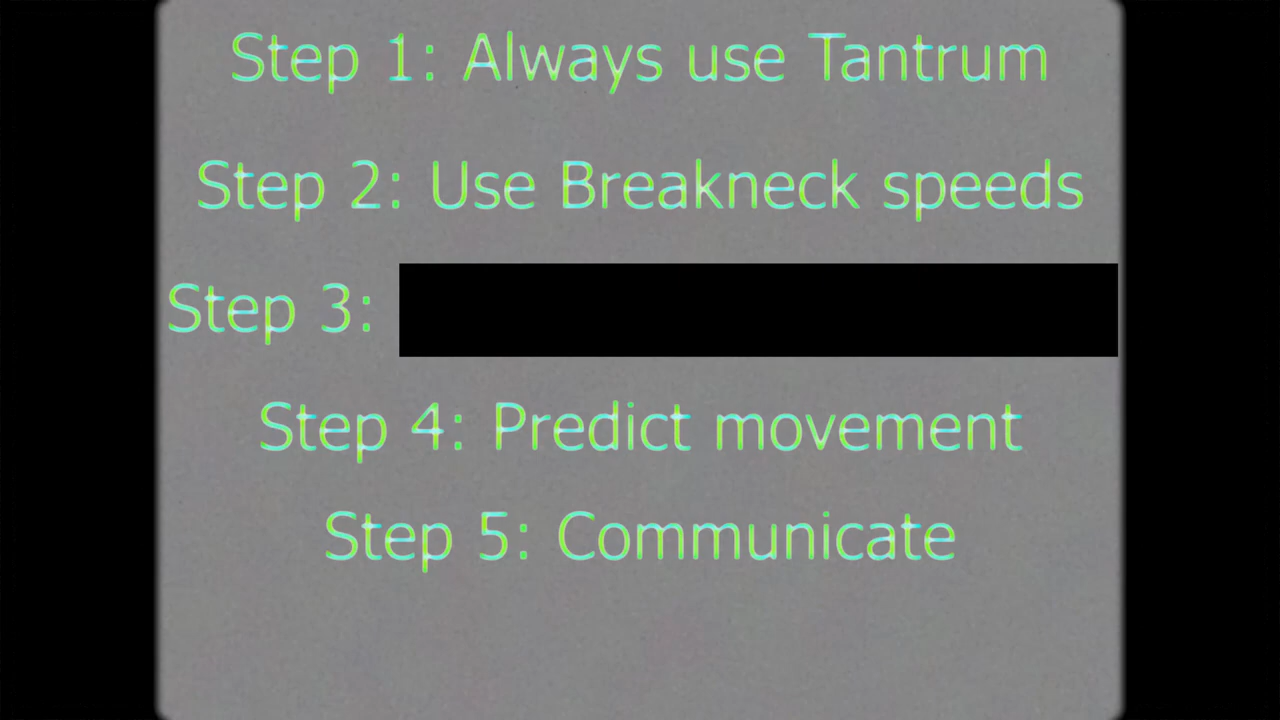 Step 1: Always use Tantrum
Step 2: Use Breakneck speeds
Step 3:
Step 4: Predict movement
Step 5: Communicate